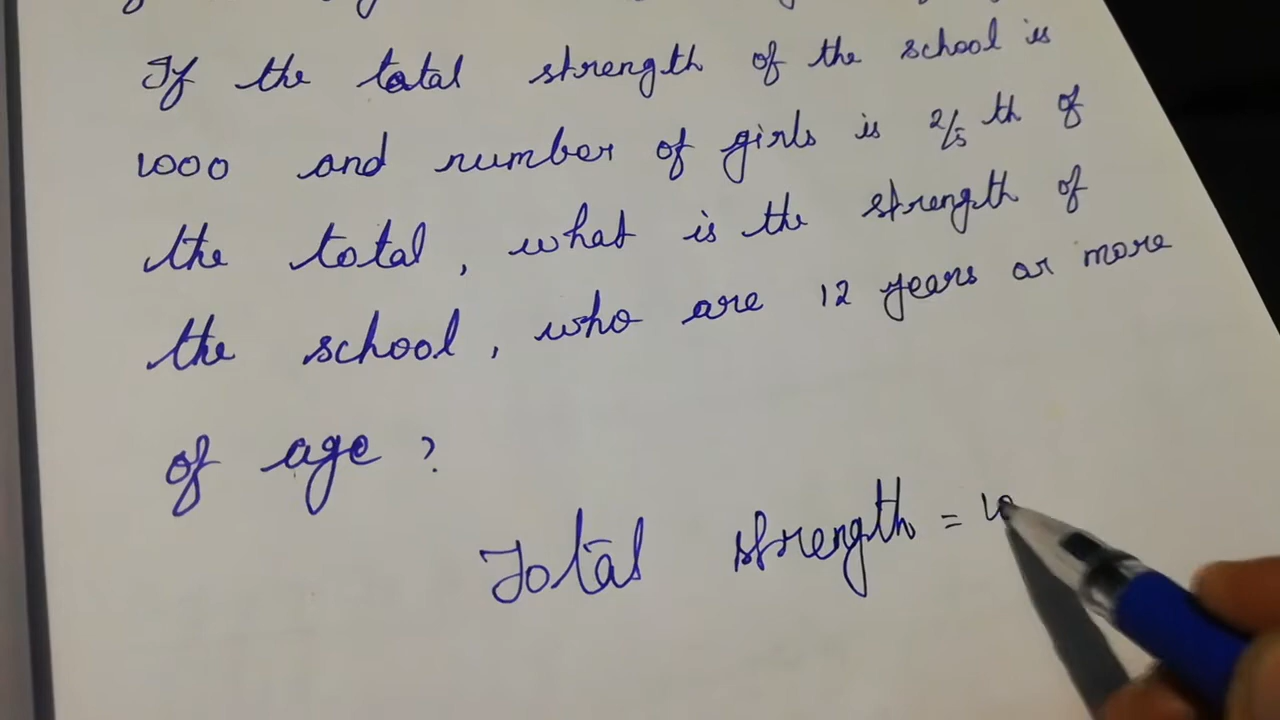 If the total strength of the school is
1000 and number of girls is 2/5 th of
the total, what is the strength of
the school, who are 12 years or more
of age ?
Total strength = 10